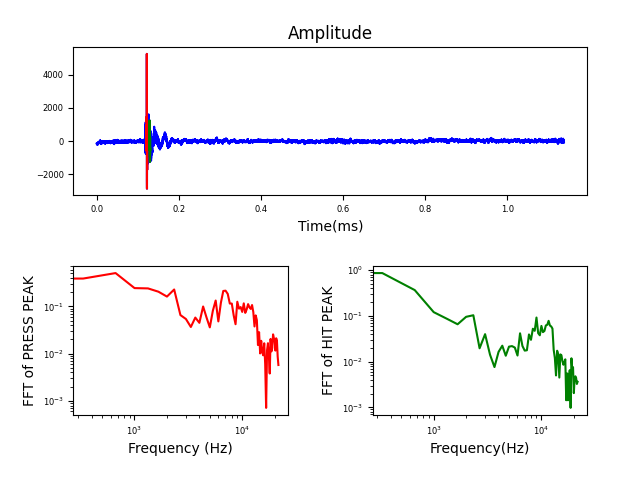 Amplitude
4000
2000
0
−2000
0.0 0.2 0.4 0.6 0.8 1.0
Time(ms)
FFT of PRESS PEAK
10⁻¹
10⁻²
10⁻³
10³ 10⁴
Frequency (Hz)
FFT of HIT PEAK
10⁰
10⁻¹
10⁻²
10⁻³
10³ 10⁴
Frequency(Hz)